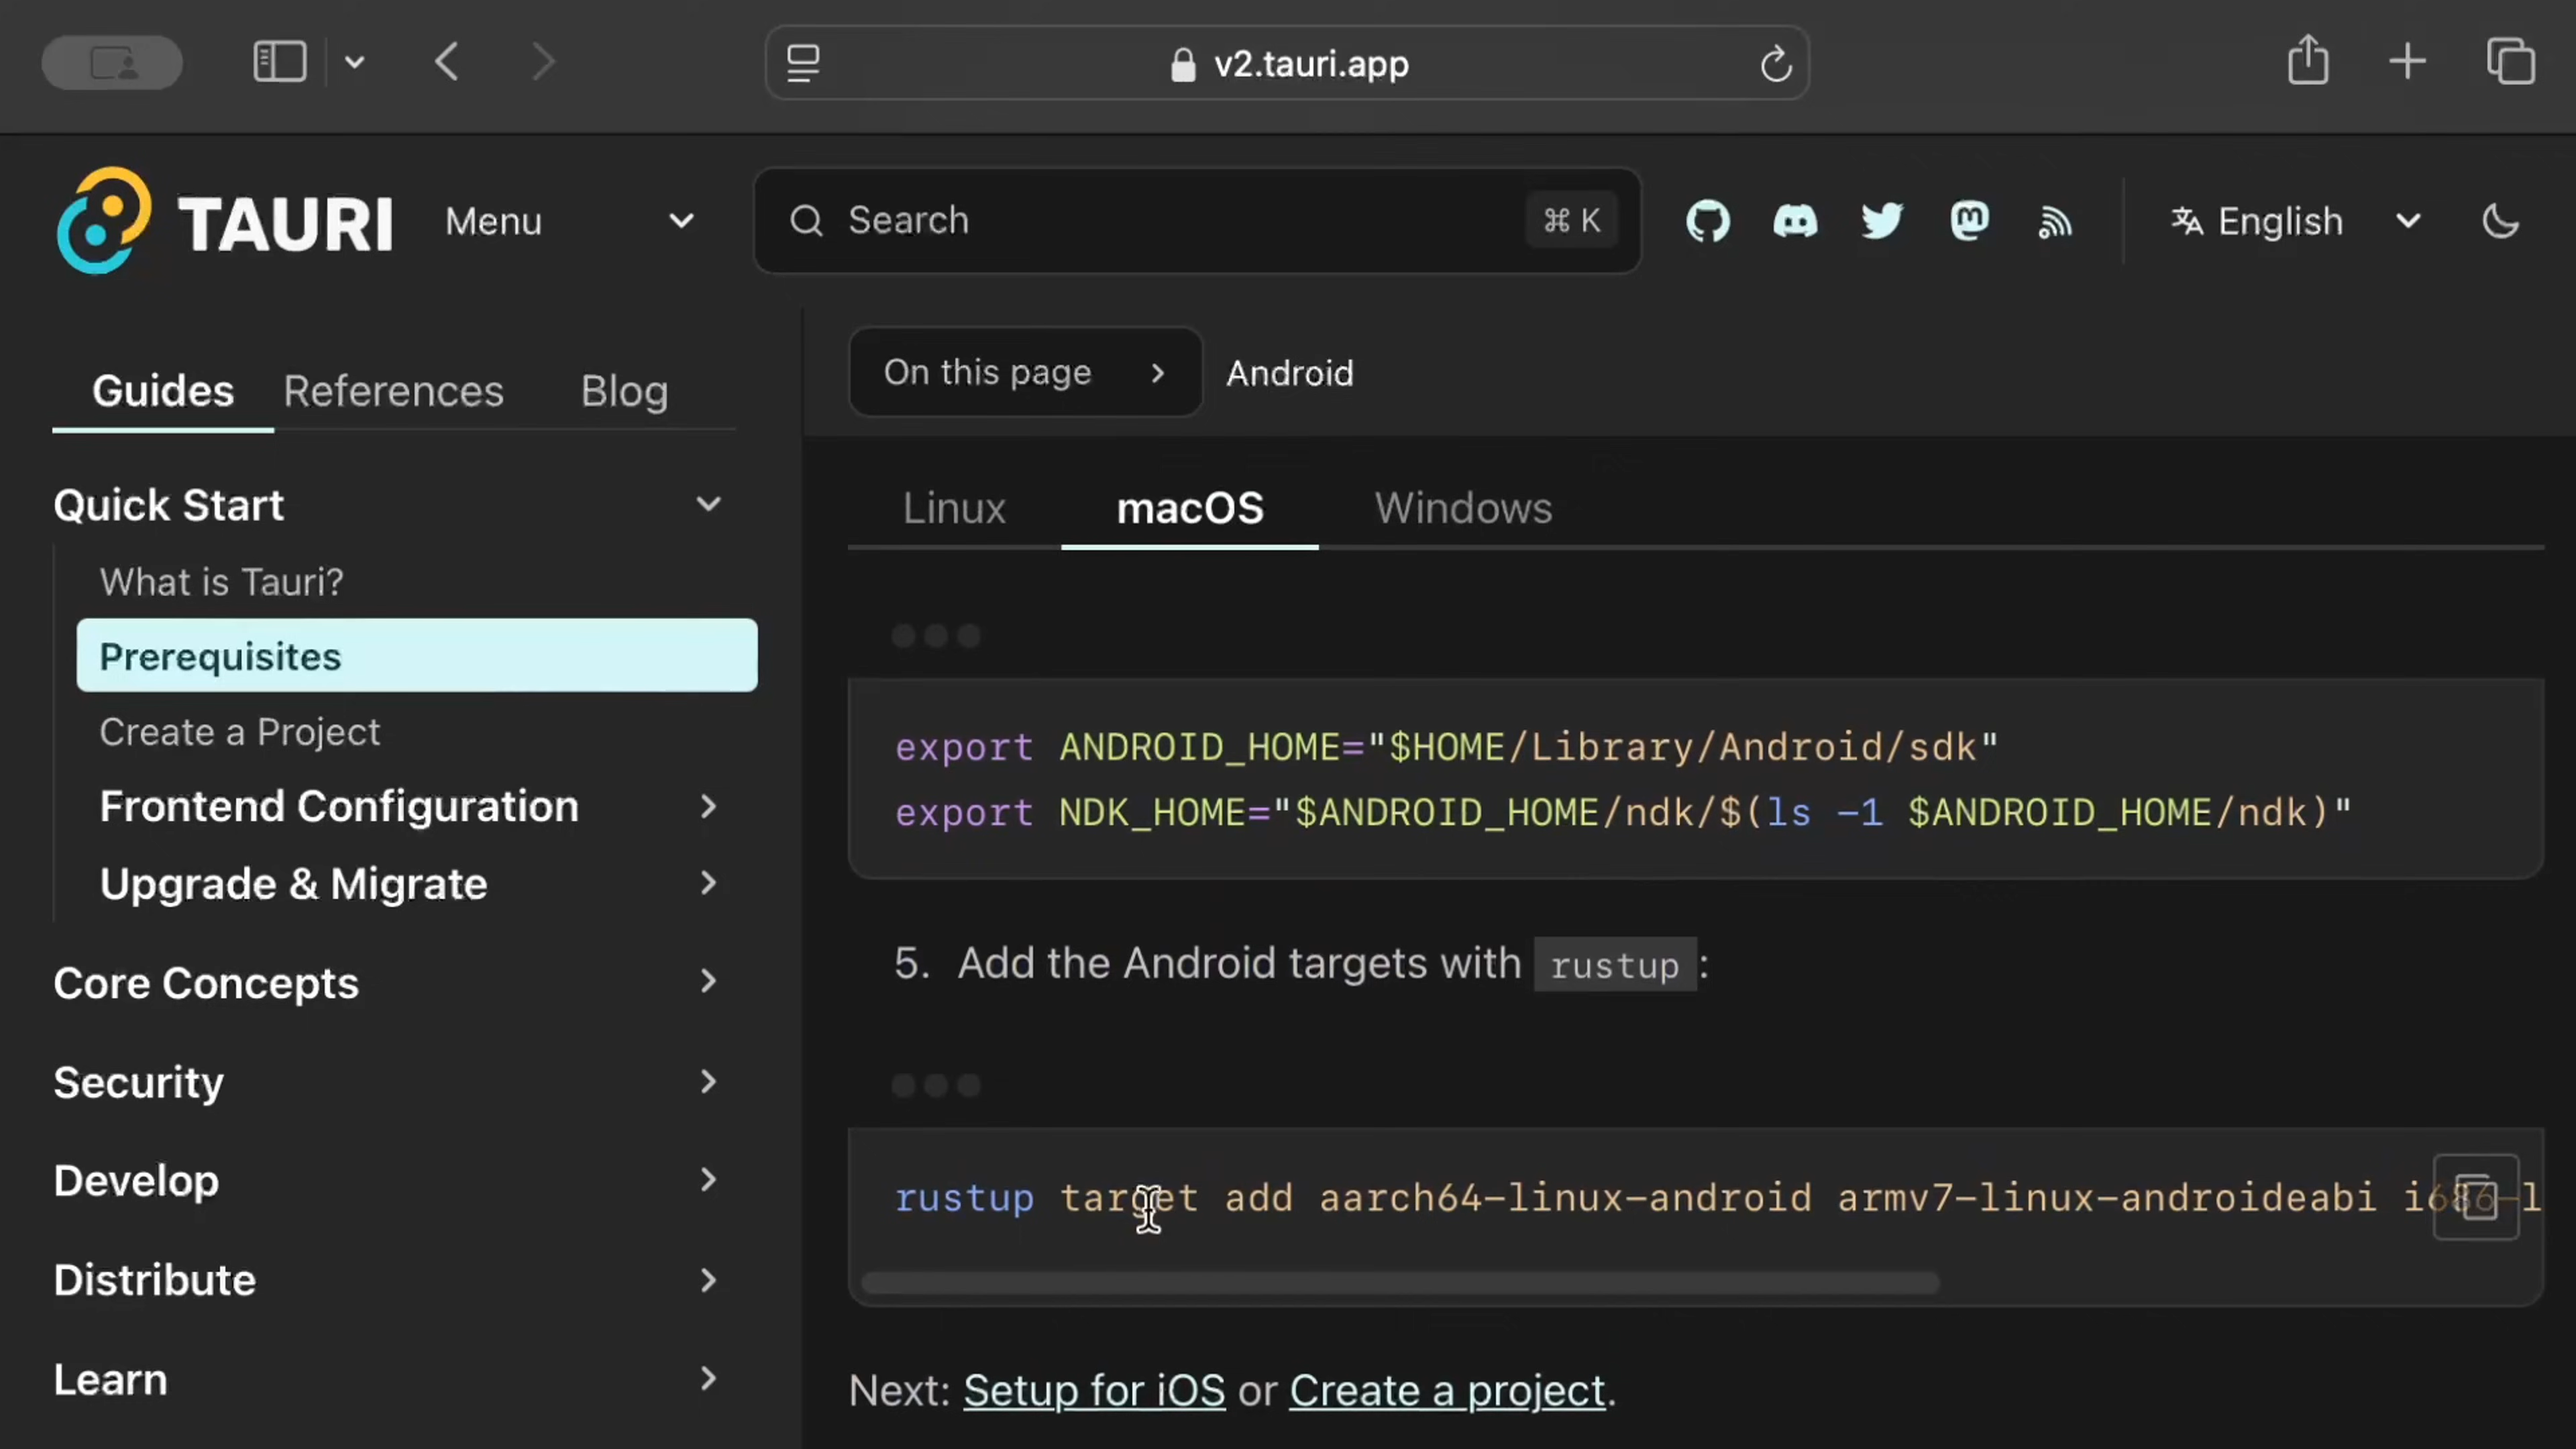 v2.tauri.app
TAURI
Menu
Search
⌘ K
English
Guides
References
Blog
Quick Start
What is Tauri?
Prerequisites
Create a Project
Frontend Configuration
Upgrade & Migrate
Core Concepts
Security
Develop
Distribute
Learn
On this page
Android
Linux
macOS
Windows
export ANDROID_HOME="$HOME/Library/Android/sdk"
export NDK_HOME="$ANDROID_HOME/ndk/$(ls -1 $ANDROID_HOME/ndk)"
5. Add the Android targets with rustup:
rustup target add aarch64-linux-android armv7-linux-androideabi i686-l
Next: Setup for iOS or Create a project.